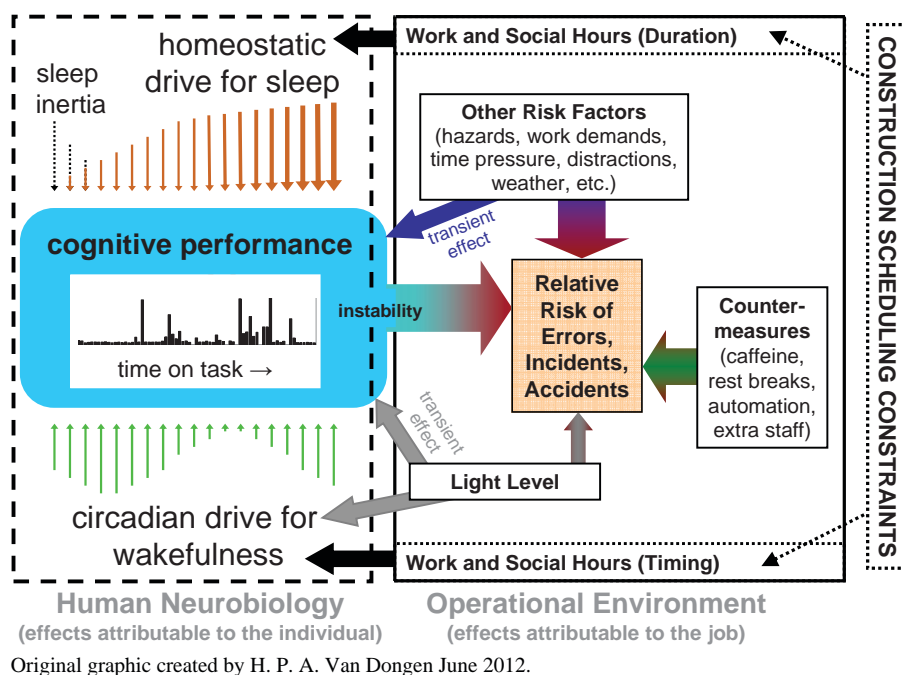 Work and Social Hours (Duration)
homeostatic
drive for sleep
sleep
inertia
Other Risk Factors
(hazards, work demands,
time pressure, distractions,
weather, etc.)
transient
effect
cognitive performance
time on task →
instability
Relative
Risk of
Errors,
Incidents,
Accidents
Counter-
measures
(caffeine,
rest breaks,
automation,
extra staff)
transient
effect
Light Level
circadian drive for
wakefulness
Work and Social Hours (Timing)
CONSTRUCTION SCHEDULING CONSTRAINTS
Human Neurobiology
(effects attributable to the individual)
Operational Environment
(effects attributable to the job)
Original graphic created by H. P. A. Van Dongen June 2012.